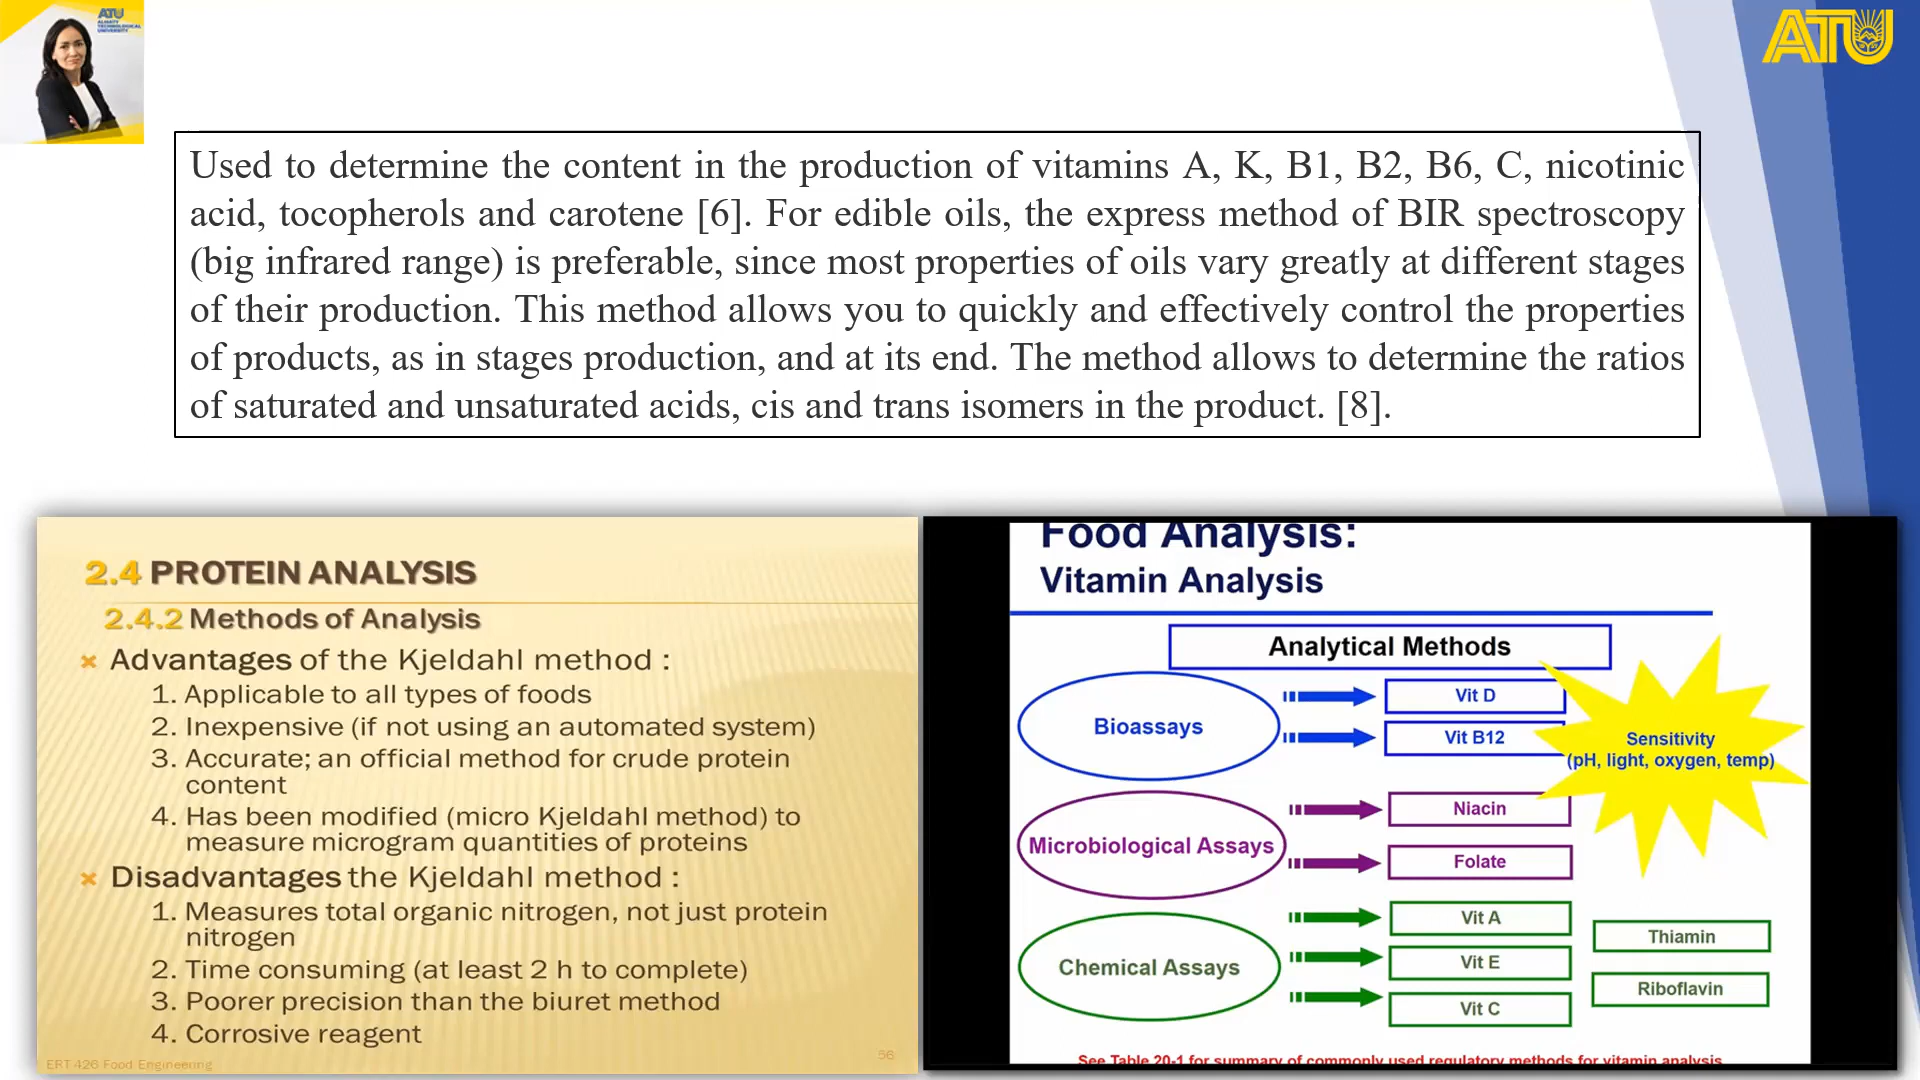 ATU
ALMATY
TECHNOLOGICAL
UNIVERSITY
ATU
Used to determine the content in the production of vitamins A, K, B1, B2, B6, C, nicotinic
acid, tocopherols and carotene [6]. For edible oils, the express method of BIR spectroscopy
(big infrared range) is preferable, since most properties of oils vary greatly at different stages
of their production. This method allows you to quickly and effectively control the properties
of products, as in stages production, and at its end. The method allows to determine the ratios
of saturated and unsaturated acids, cis and trans isomers in the product. [8].
2.4 PROTEIN ANALYSIS
2.4.2 Methods of Analysis
Advantages of the Kjeldahl method :
1. Applicable to all types of foods
2. Inexpensive (if not using an automated system)
3. Accurate; an official method for crude protein
content
4. Has been modified (micro Kjeldahl method) to
measure microgram quantities of proteins
Disadvantages the Kjeldahl method :
1. Measures total organic nitrogen, not just protein
nitrogen
2. Time consuming (at least 2 h to complete)
3. Poorer precision than the biuret method
4. Corrosive reagent
ERT 426 Food Engineering
56
Food Analysis:
Vitamin Analysis
Analytical Methods
Bioassays
Vit D
Vit B12
Sensitivity
(pH, light, oxygen, temp)
Microbiological Assays
Niacin
Folate
Chemical Assays
Vit A
Vit E
Vit C
Thiamin
Riboflavin
See Table 20-1 for summary of commonly used regulatory methods for vitamin analysis